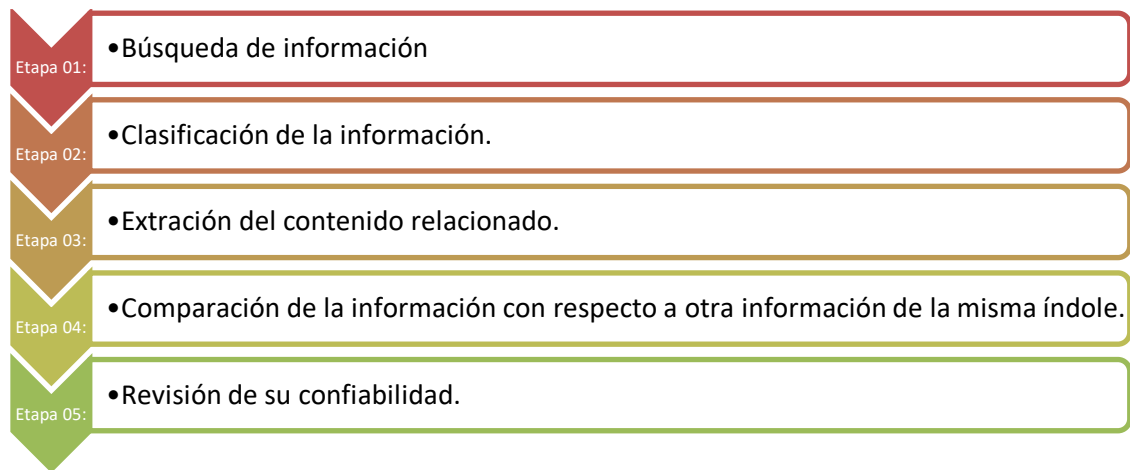 Etapa 01:
•Búsqueda de información
Etapa 02:
•Clasificación de la información.
Etapa 03:
•Extracción del contenido relacionado.
Etapa 04:
•Comparación de la información con respecto a otra información de la misma índole.
Etapa 05:
•Revisión de su confiabilidad.